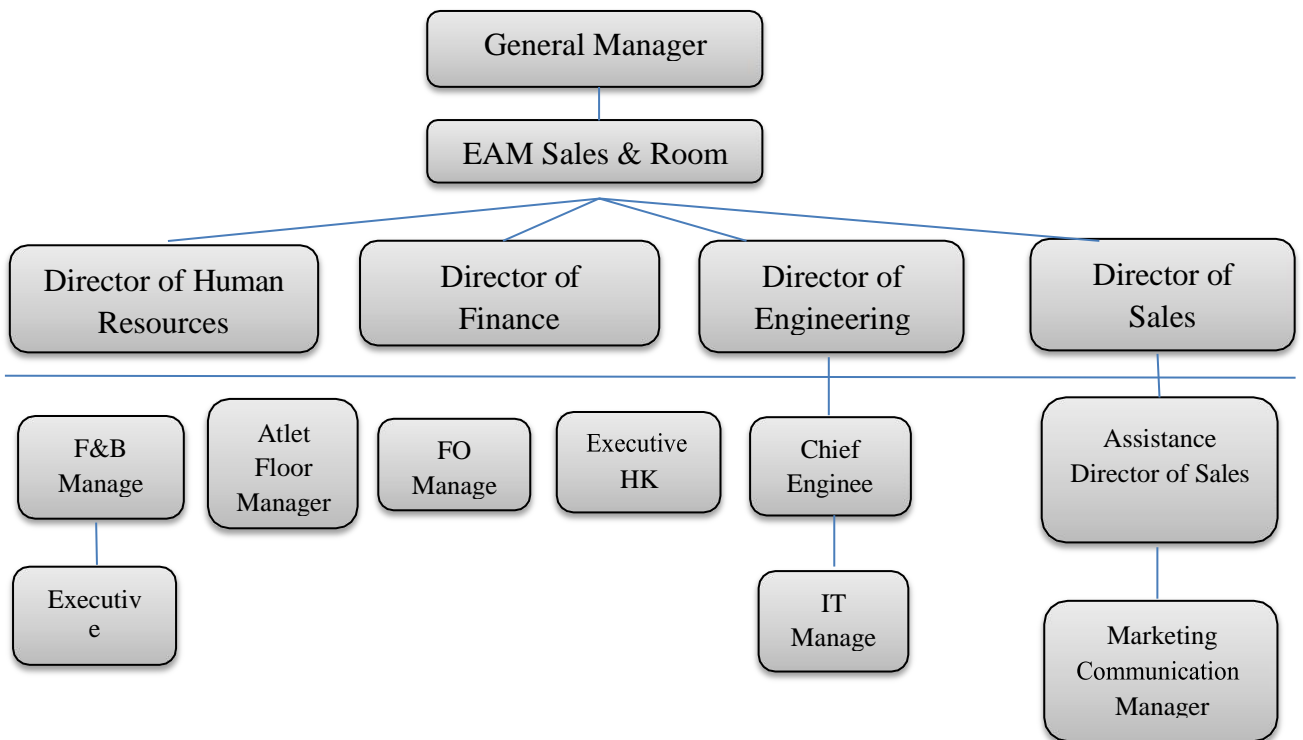 General Manager
EAM Sales & Room
Director of Human
Resources
Director of
Finance
Director of
Engineering
Director of
Sales
F&B
Manage
Atlet
Floor
Manager
FO
Manage
Executive
HK
Chief
Enginee
Assistance
Director of Sales
Executiv
e
IT
Manage
Marketing
Communication
Manager